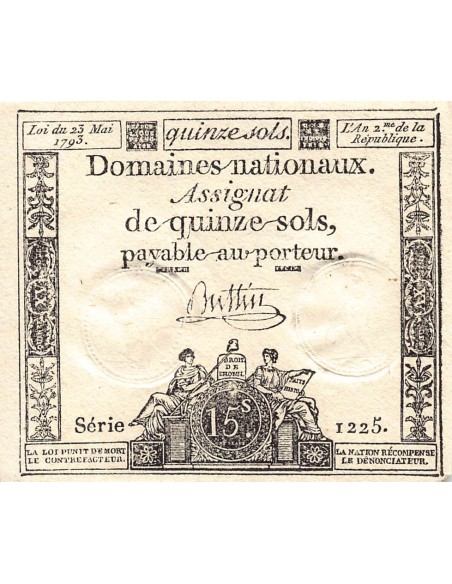 Loi du 23 Mai
1793.
quinze sols.
L'An 2.me de la
République.
Domaines nationaux.
Assignat
de quinze sols,
payable au porteur.
Buttin
DROIT
DE
L'HOMME
15.s
Série
1225.
LA LOI PUNIT DE MORT
LE CONTREFACTEUR.
LA NATION RÉCOMPENSE
LE DÉNONCIATEUR.